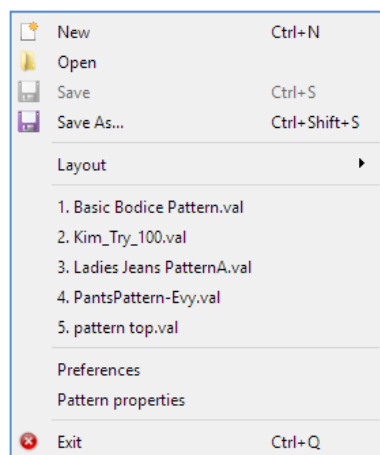 New Ctrl+N
Open
Save Ctrl+S
Save As... Ctrl+Shift+S
Layout
1. Basic Bodice Pattern.val
2. Kim_Try_100.val
3. Ladies Jeans PatternA.val
4. PantsPattern-Evy.val
5. pattern top.val
Preferences
Pattern properties
Exit Ctrl+Q